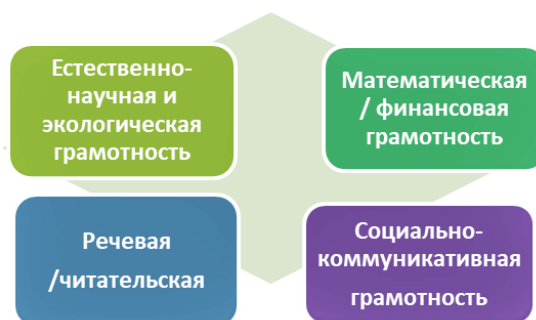 Естественно-
научная и
экологическая
грамотность
Математическая
/ финансовая
грамотность
Речевая
/читательская
Социально-
коммуникативная
грамотность